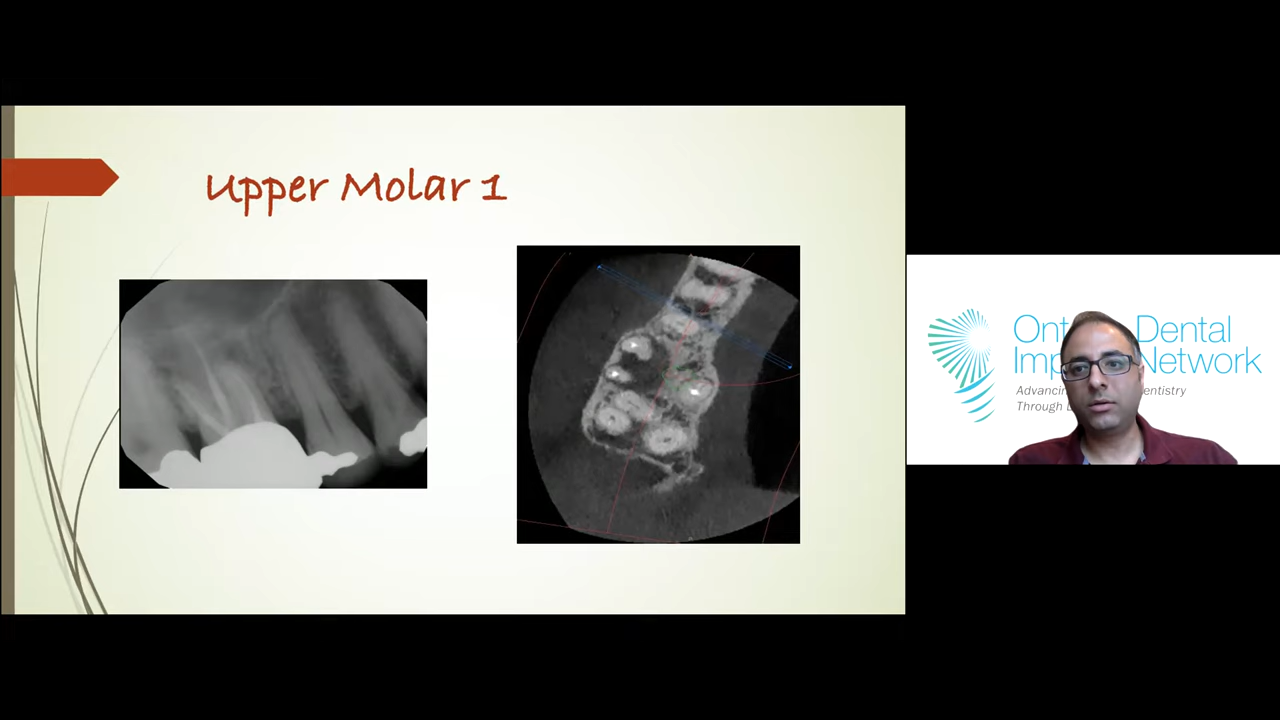 Upper Molar 1
Ont Dental
Imp Network
Advancin entistry
Through